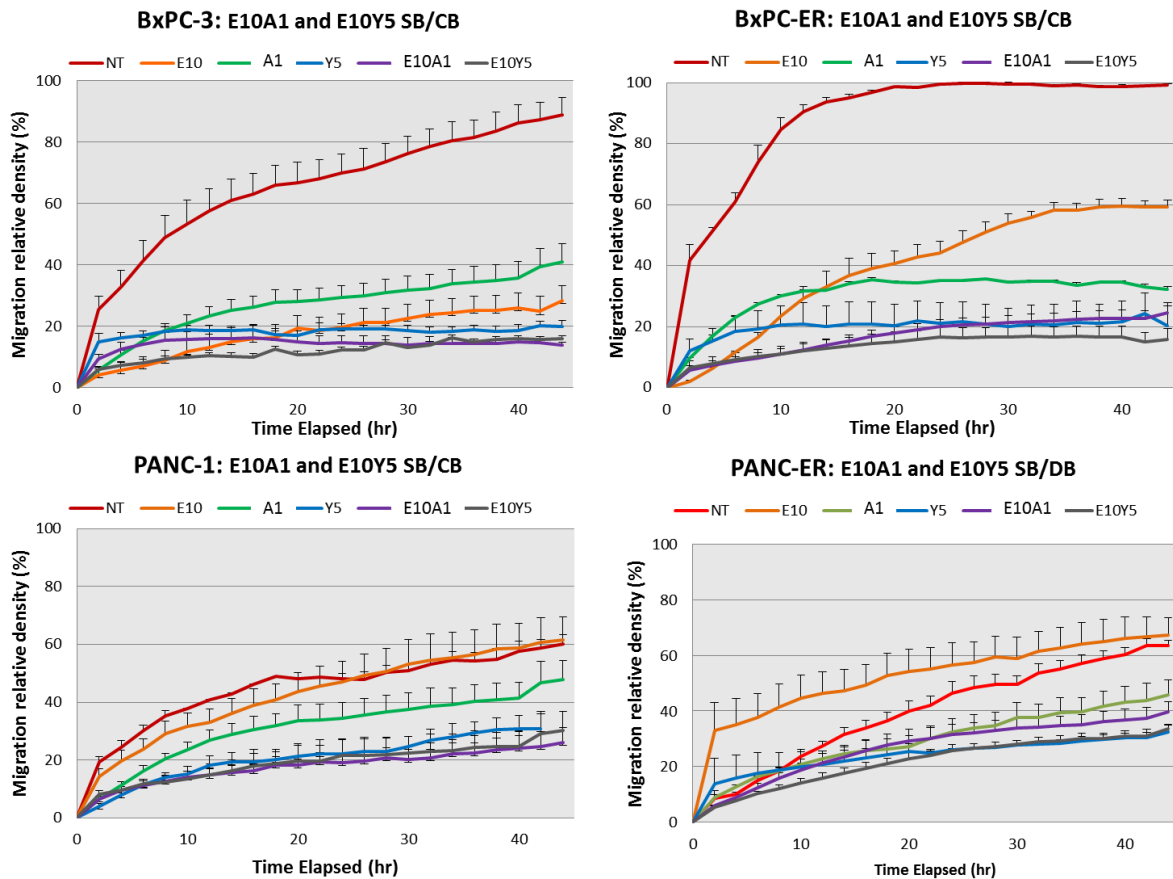 BxPC-3: E10A1 and E10Y5 SB/CB
NT E10 A1 Y5 E10A1 E10Y5
Migration relative density (%)
100
80
60
40
20
0
0 10 20 30 40
Time Elapsed (hr)
BxPC-ER: E10A1 and E10Y5 SB/CB
NT E10 A1 Y5 E10A1 E10Y5
Migration relative density (%)
100
80
60
40
20
0
0 10 20 30 40
Time Elapsed (hr)
PANC-1: E10A1 and E10Y5 SB/CB
NT E10 A1 Y5 E10A1 E10Y5
Migration relative density (%)
100
80
60
40
20
0
0 10 20 30 40
Time Elapsed (hr)
PANC-ER: E10A1 and E10Y5 SB/DB
NT E10 A1 Y5 E10A1 E10Y5
Migration relative density (%)
100
80
60
40
20
0
0 10 20 30 40
Time Elapsed (hr)